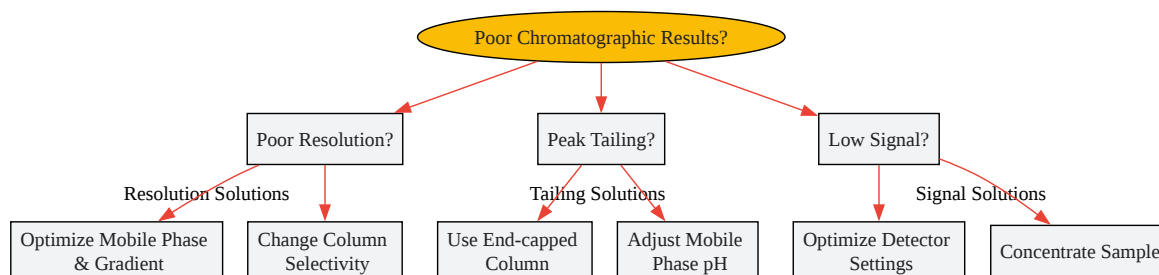 Poor Chromatographic Results?
Poor Resolution?
Peak Tailing?
Low Signal?
Resolution Solutions
Tailing Solutions
Signal Solutions
Optimize Mobile Phase
& Gradient
Change Column
Selectivity
Use End-capped
Column
Adjust Mobile
Phase pH
Optimize Detector
Settings
Concentrate Sample